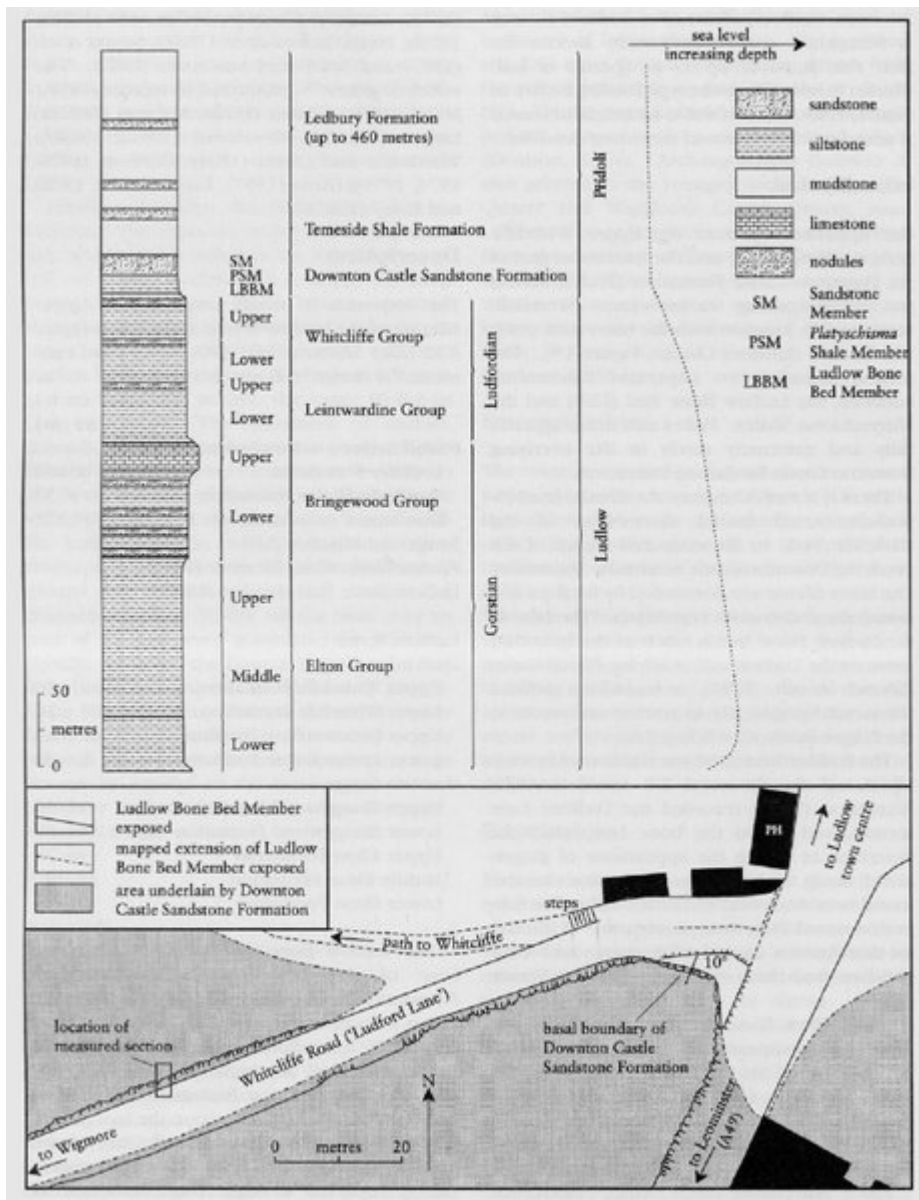 sea level
increasing depth
Ledbury Formation
(up to 460 metres)
Temeside Shale Formation
SM
PSM
LBBM
Downton Castle Sandstone Formation
Upper
Lower
Whitcliffe Group
Upper
Lower
Leintwardine Group
Upper
Lower
Bringewood Group
Upper
Middle
Lower
Elton Group
50
metres
0
Přídolí
Ludfordian
Ludlow
Gorstian
sandstone
siltstone
mudstone
limestone
nodules
SM
Sandstone
Member
PSM
Platyschisma
Shale Member
LBBM
Ludlow Bone
Bed Member
Ludlow Bone Bed Member
exposed
mapped extension of Ludlow
Bone Bed Member exposed
area underlain by Downton
Castle Sandstone Formation
PH
to Ludlow
town centre
steps
path to Whitcliffe
10°
location of
measured section
Whitcliffe Road ('Ludford Lane')
basal boundary of
Downton Castle
Sandstone Formation
N
to Wigmore
0 metres 20
to Leominster
(A49)